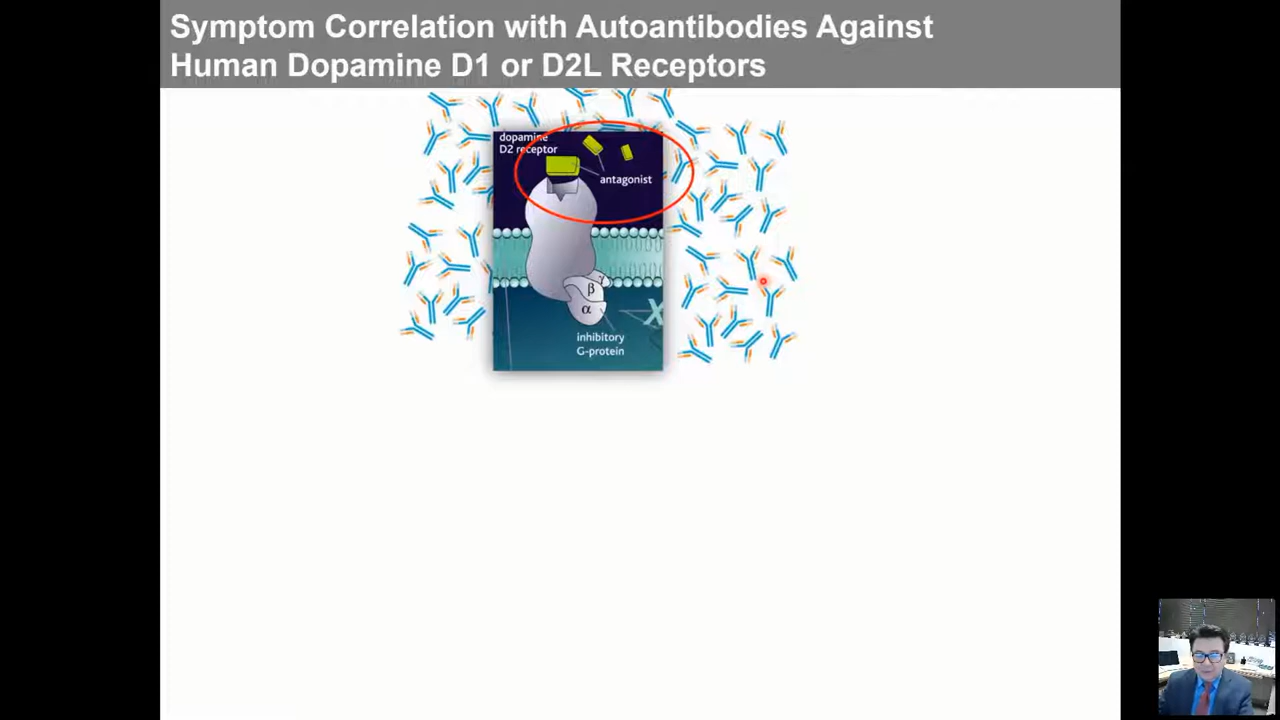 Symptom Correlation with Autoantibodies Against
Human Dopamine D1 or D2L Receptors
dopamine
D2 receptor
antagonist
γ
β
α
X
inhibitory
G-protein